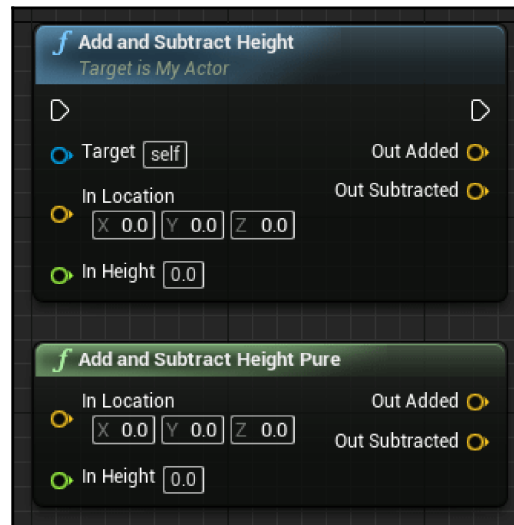 f Add and Subtract Height
Target is My Actor
Target self Out Added
Out Subtracted
In Location
X 0.0 Y 0.0 Z 0.0
In Height 0.0
f Add and Subtract Height Pure
In Location Out Added
X 0.0 Y 0.0 Z 0.0 Out Subtracted
In Height 0.0